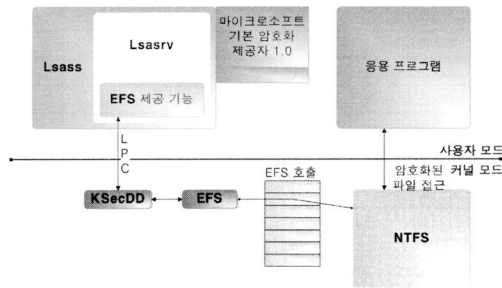 마이크로소프트
기본 암호화
제공자 1.0
Lsasrv
Lsass
응용 프로그램
EFS 제공 기능
L
P
C
사용자 모드
EFS 호출
암호화된 커널 모드
파일 접근
KSecDD
EFS
NTFS